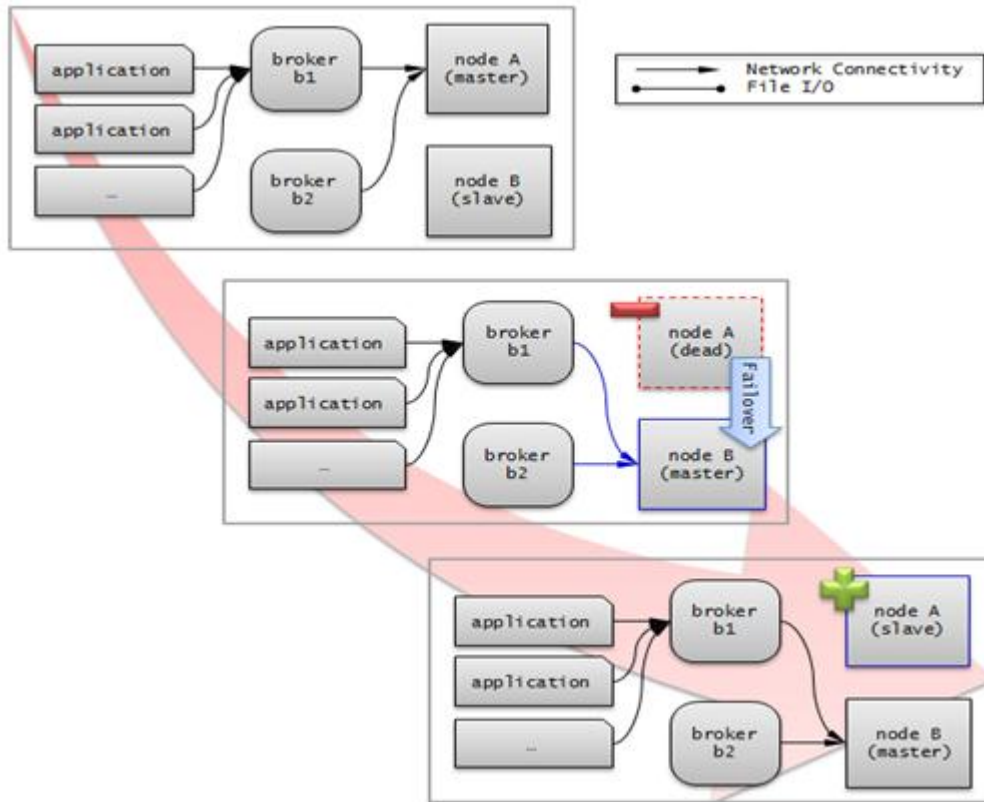 application
application
…
broker
b1
broker
b2
node A
(master)
node B
(slave)
Network Connectivity
File I/O
application
application
…
broker
b1
broker
b2
node A
(dead)
Failover
node B
(master)
application
application
…
broker
b1
broker
b2
node A
(slave)
node B
(master)